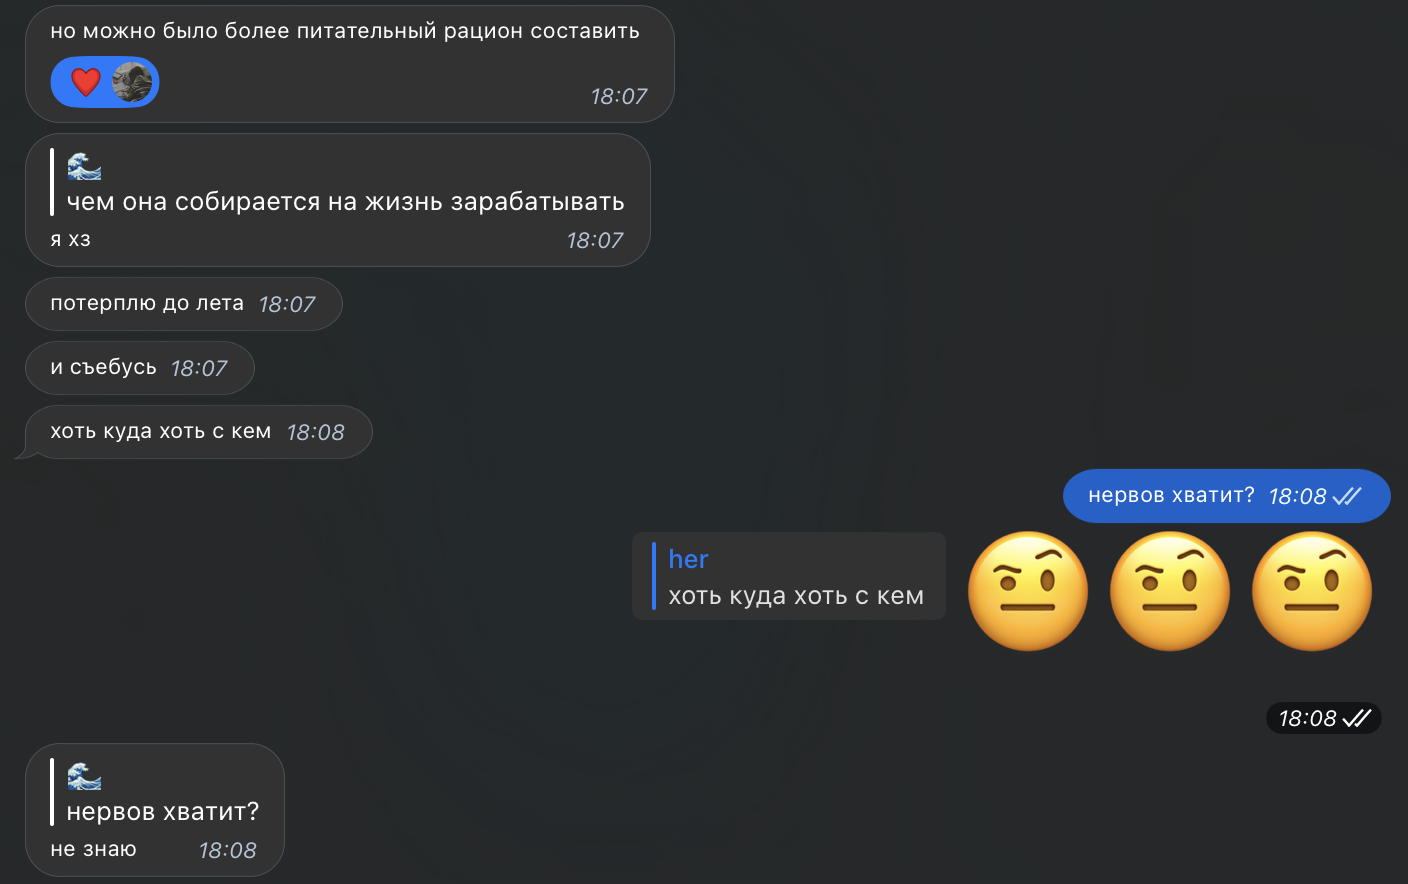 но можно было более питательный рацион составить
❤️
18:07
🌊
чем она собирается на жизнь зарабатывать
я хз 18:07
потерплю до лета 18:07
и съебусь 18:07
хоть куда хоть с кем 18:08
нервов хватит? 18:08
her
хоть куда хоть с кем
🤨🤨🤨
18:08
🌊
нервов хватит?
не знаю 18:08